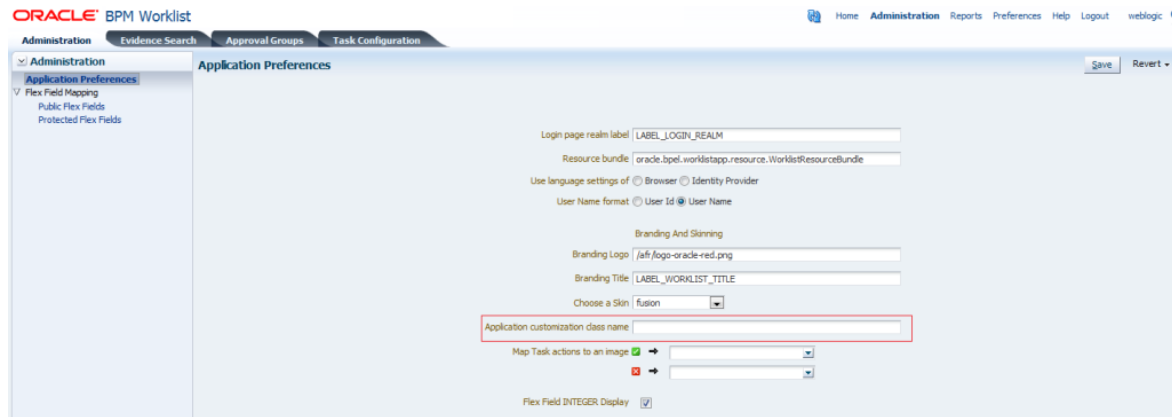 ORACLE BPM Worklist
Home Administration Reports Preferences Help Logout weblogic
Administration Evidence Search Approval Groups Task Configuration
Administration
Application Preferences
Flex Field Mapping
Public Flex Fields
Protected Flex Fields
Application Preferences
Save Revert
Login page realm label LABEL_LOGIN_REALM
Resource bundle oracle.bpel.worklistapp.resource.WorklistResourceBundle
Use language settings of Browser Identity Provider
User Name format User Id User Name
Branding And Skinning
Branding Logo /afr/logo-oracle-red.png
Branding Title LABEL_WORKLIST_TITLE
Choose a Skin fusion
Application customization class name
Map Task actions to an image
Flex Field INTEGER Display